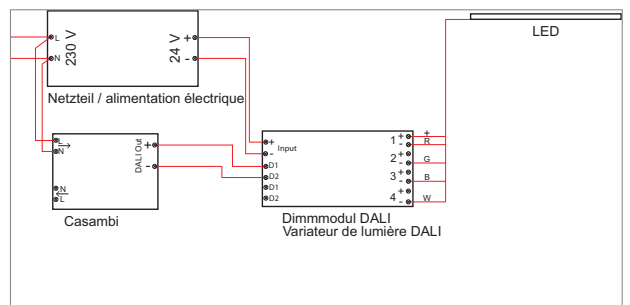 LED
L
N
230 V
24 V
+
-
Netzteil / alimentation électrique
L
N
DALI Out
+
-
N
L
Casambi
+
-
Input
D1
D2
D1
D2
1 + -
2 + -
3 + -
4 + -
+
R
G
B
W
Dimmmodul DALI
Variateur de lumière DALI